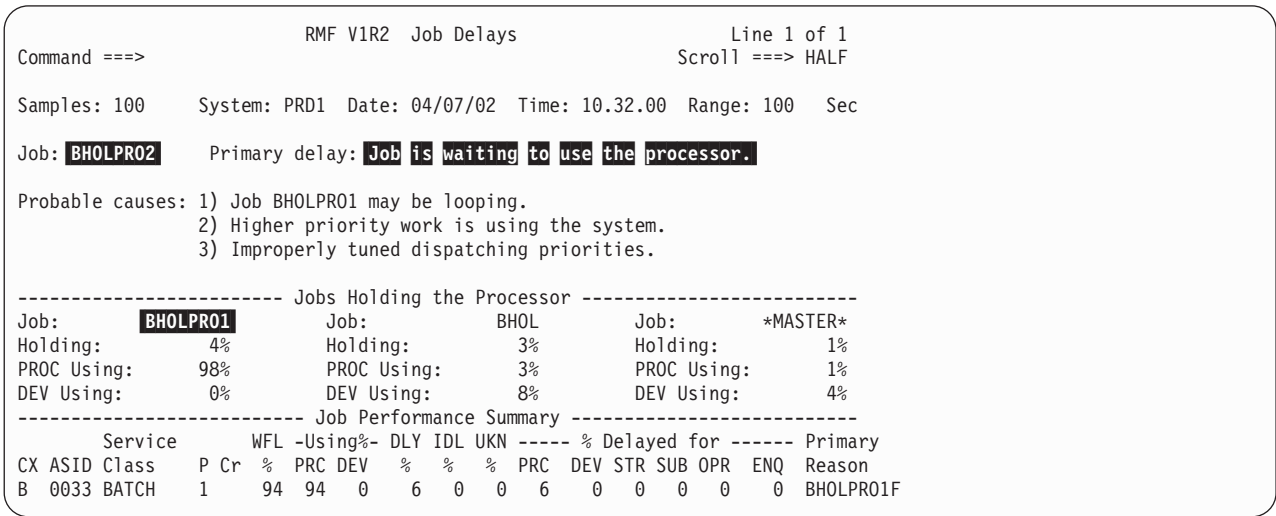 RMF V1R2  Job Delays                    Line 1 of 1
Command ===>                                                  Scroll ===> HALF
Samples: 100     System: PRD1  Date: 04/07/02  Time: 10.32.00  Range: 100   Sec
Job: BHOLPRO2     Primary delay: Job is waiting to use the processor.
Probable causes: 1) Job BHOLPRO1 may be looping.
2) Higher priority work is using the system.
3) Improperly tuned dispatching priorities.
------------------------- Jobs Holding the Processor --------------------------
Job:       BHOLPRO1        Job:            BHOL        Job:       *MASTER*
Holding:         4%        Holding:          3%        Holding:         1%
PROC Using:     98%        PROC Using:       3%        PROC Using:      1%
DEV Using:       0%        DEV Using:        8%        DEV Using:       4%
--------------------------- Job Performance Summary ---------------------------
Service       WFL -Using%- DLY IDL UKN ----- % Delayed for ------ Primary
CX ASID Class    P Cr  %  PRC DEV   %   %   %  PRC  DEV STR SUB OPR  ENQ  Reason
B  0033 BATCH    1     94  94   0   6   0   0   6    0   0   0   0    0  BHOLPRO1F